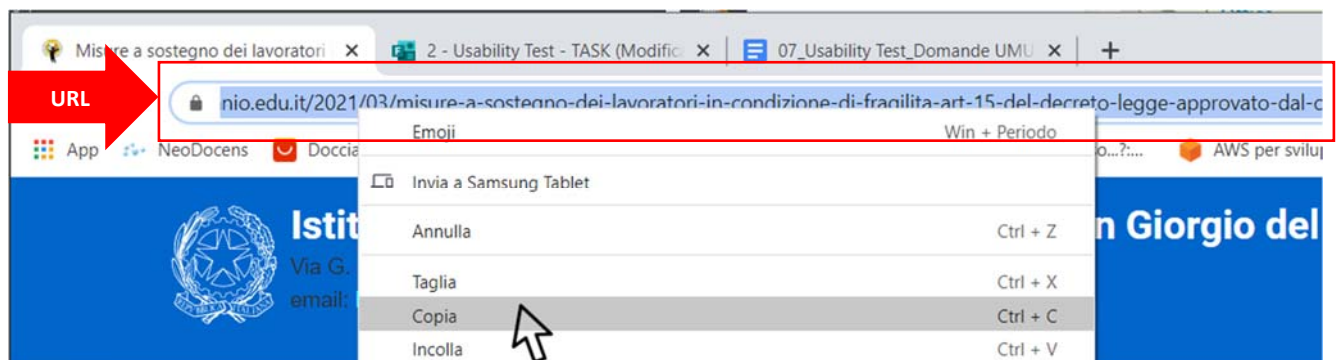 Misure a sostegno dei lavoratori
2 - Usability Test - TASK (Modific
07_Usability Test_Domande UMU
URL
nio.edu.it/2021/03/misure-a-sostegno-dei-lavoratori-in-condizione-di-fragilita-art-15-del-decreto-legge-approvato-dal-c
Emoji Win + Periodo
App NeoDocens Doccia o...?:... AWS per svilup
Invia a Samsung Tablet
Istit n Giorgio del
Annulla Ctrl + Z
Via G.
Taglia Ctrl + X
email:
Copia Ctrl + C
Incolla Ctrl + V